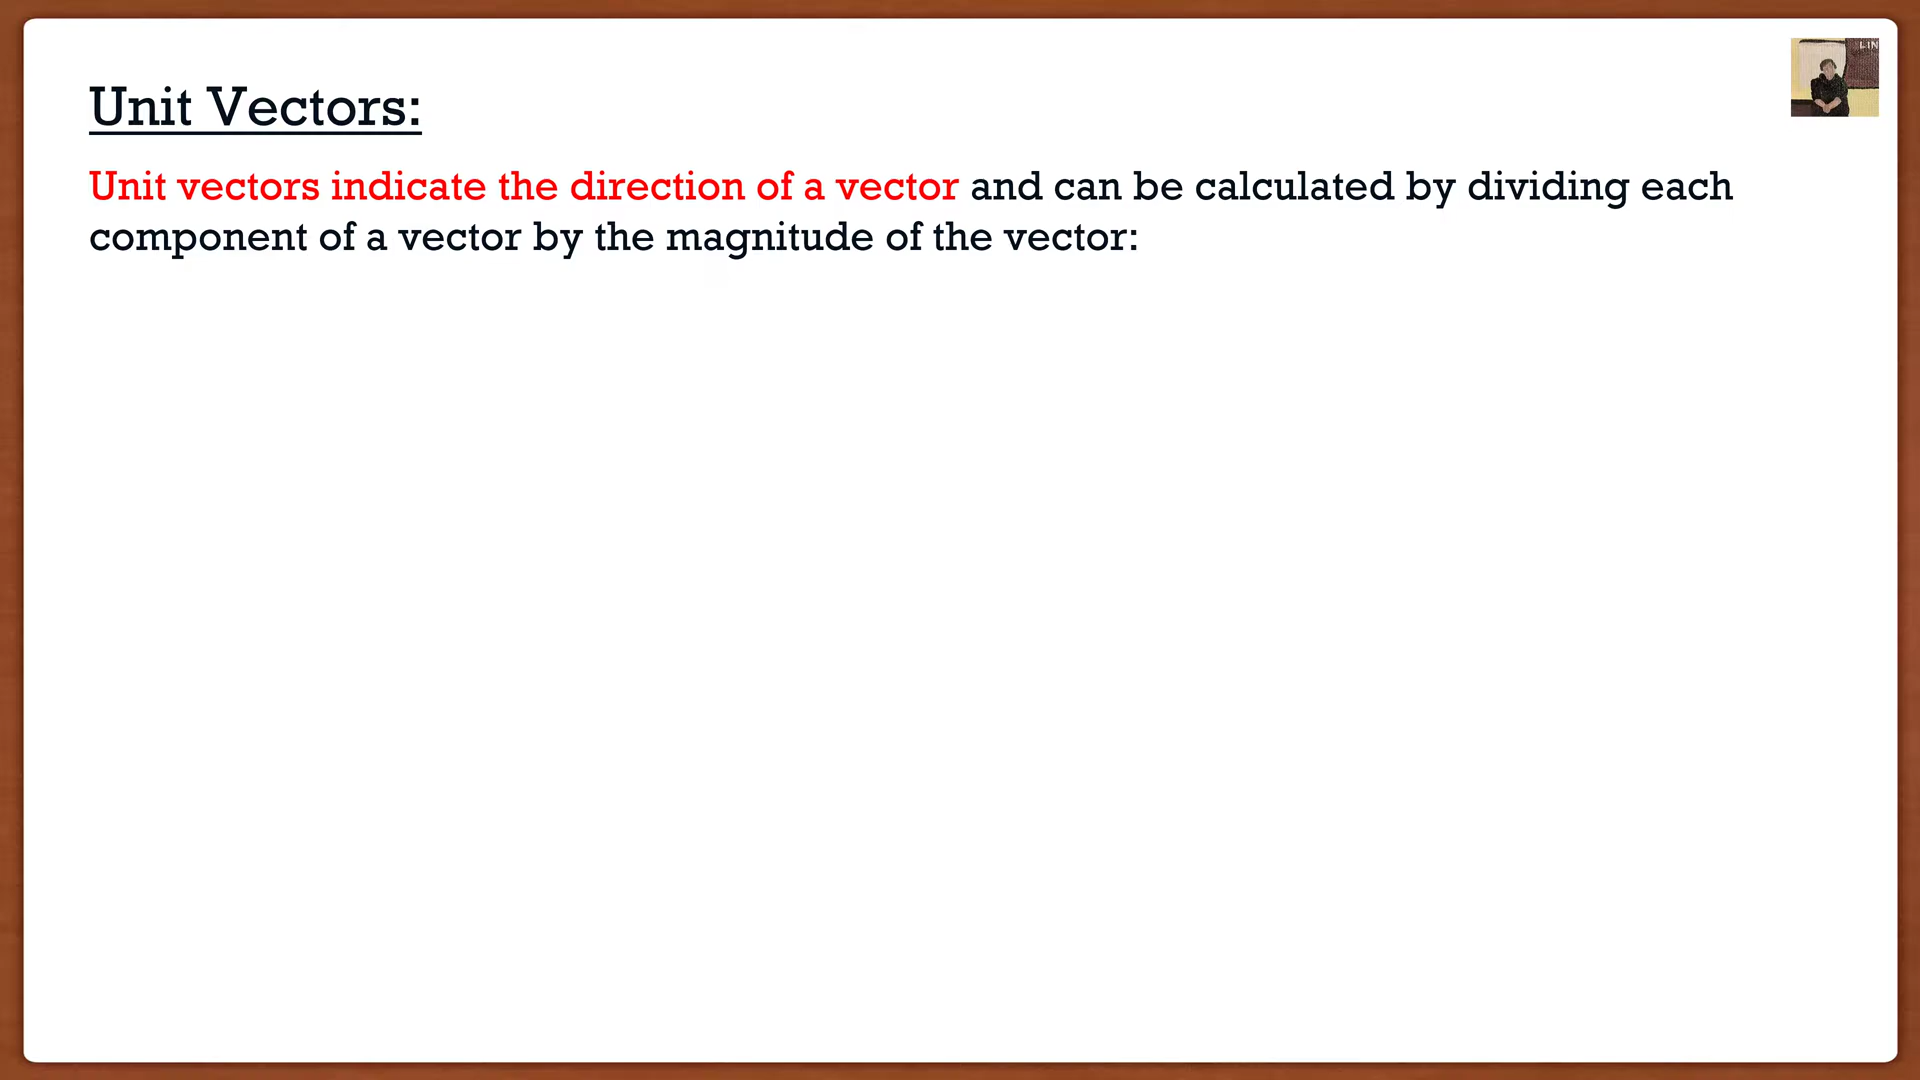 LIN
Unit Vectors:
Unit vectors indicate the direction of a vector and can be calculated by dividing each
component of a vector by the magnitude of the vector: